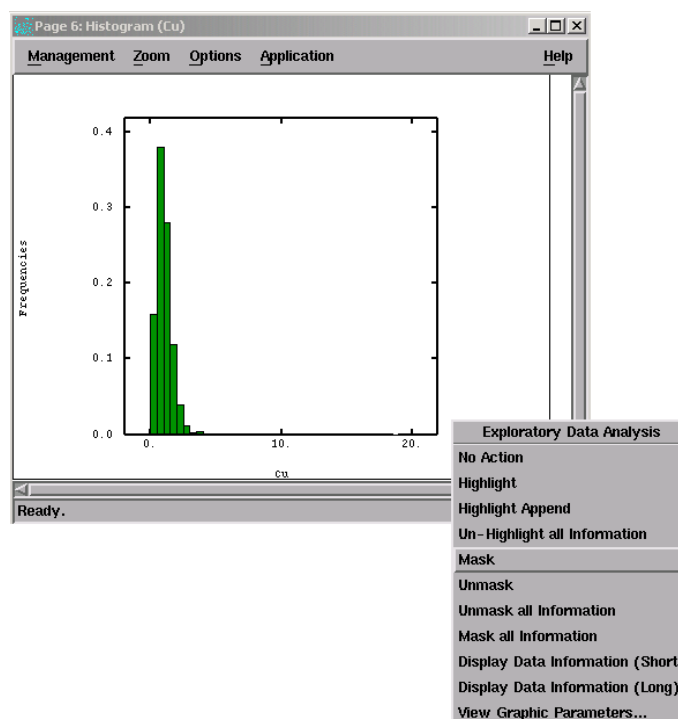 Page 6: Histogram (Cu)
Management Zoom Options Application Help
0.4
0.3
0.2
0.1
0.0
Frequencies
0. 10. 20.
Cu
Ready.
Exploratory Data Analysis
No Action
Highlight
Highlight Append
Un-Highlight all Information
Mask
Unmask
Unmask all Information
Mask all Information
Display Data Information (Short
Display Data Information (Long)
View Graphic Parameters...